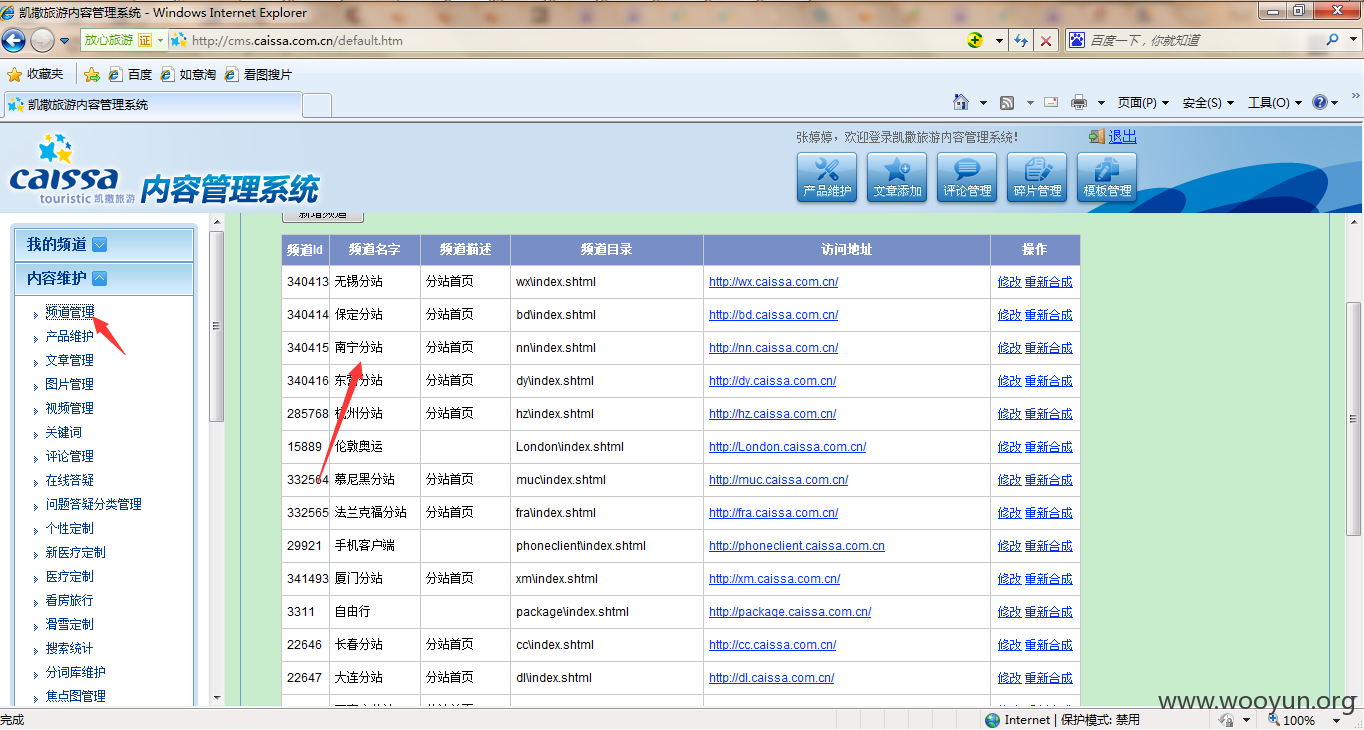 凯撒旅游内容管理系统 - Windows Internet Explorer
放心旅游 证 http://cms.caissa.com.cn/default.htm 百度一下，你就知道
收藏夹 百度 如意淘 看图搜片
凯撒旅游内容管理系统 页面(P) 安全(S) 工具(O)
张婷婷，欢迎登录凯撒旅游内容管理系统! 退出
caissa
touristic 凯撒旅游
内容管理系统
产品维护 文章添加 评论管理 碎片管理 模板管理
我的频道
内容维护
频道管理
产品维护
文章管理
图片管理
视频管理
关键词
评论管理
在线答疑
问题答疑分类管理
个性定制
新医疗定制
医疗定制
看房旅行
滑雪定制
搜索统计
分词库维护
焦点图管理
新增频道
频道Id 频道名字 频道描述 频道目录 访问地址 操作
340413 无锡分站 分站首页 wx\index.shtml http://wx.caissa.com.cn/ 修改 重新合成
340414 保定分站 分站首页 bd\index.shtml http://bd.caissa.com.cn/ 修改 重新合成
340415 南宁分站 分站首页 nn\index.shtml http://nn.caissa.com.cn/ 修改 重新合成
340416 东营分站 分站首页 dy\index.shtml http://dy.caissa.com.cn/ 修改 重新合成
285768 杭州分站 分站首页 hz\index.shtml http://hz.caissa.com.cn/ 修改 重新合成
15889 伦敦奥运 London\index.shtml http://London.caissa.com.cn/ 修改 重新合成
332564 慕尼黑分站 分站首页 muc\index.shtml http://muc.caissa.com.cn/ 修改 重新合成
332565 法兰克福分站 分站首页 fra\index.shtml http://fra.caissa.com.cn/ 修改 重新合成
29921 手机客户端 phoneclient\index.shtml http://phoneclient.caissa.com.cn 修改 重新合成
341493 厦门分站 分站首页 xm\index.shtml http://xm.caissa.com.cn/ 修改 重新合成
3311 自由行 package\index.shtml http://package.caissa.com.cn/ 修改 重新合成
22646 长春分站 分站首页 cc\index.shtml http://cc.caissa.com.cn/ 修改 重新合成
22647 大连分站 分站首页 dl\index.shtml http://dl.caissa.com.cn/ 修改 重新合成
www.wooyun.org
完成 Internet | 保护模式: 禁用 100%